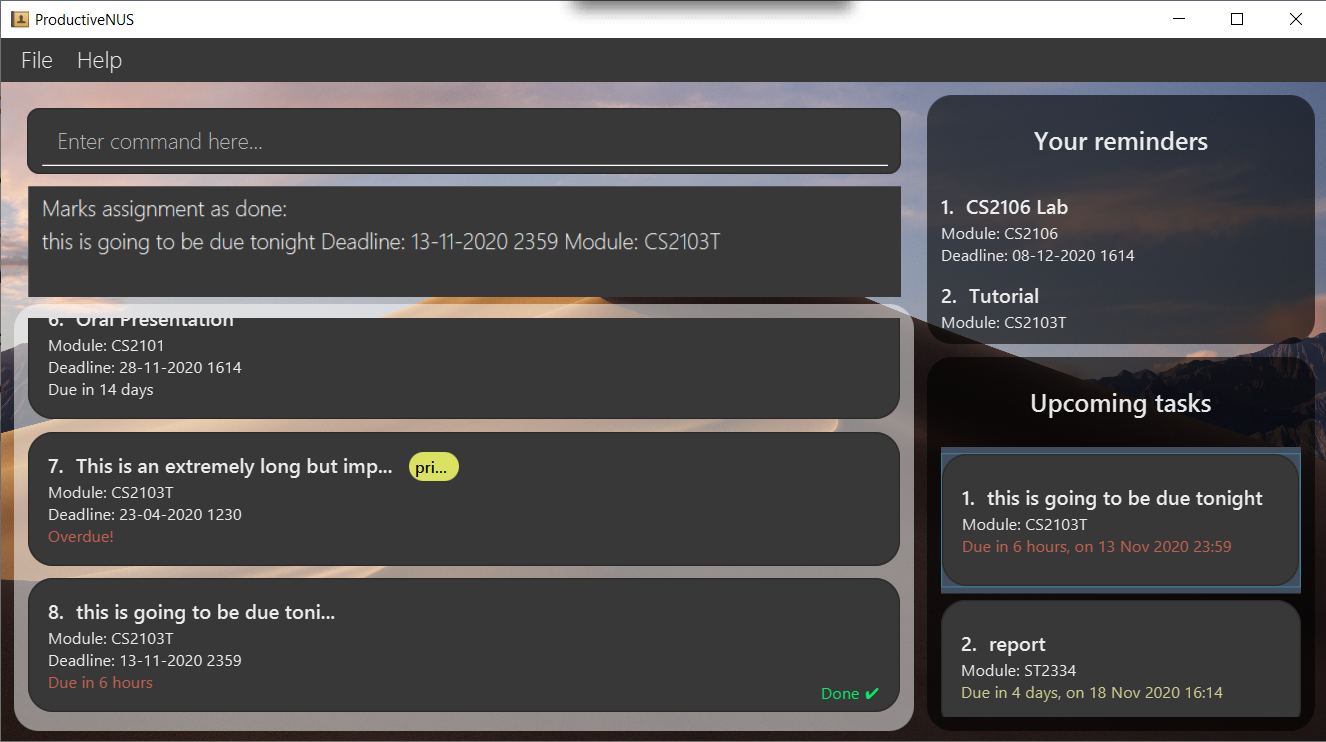 ProductiveNUS
File Help
Enter command here...
Marks assignment as done:
this is going to be due tonight Deadline: 13-11-2020 2359 Module: CS2103T
6. Oral Presentation
Module: CS2101
Deadline: 28-11-2020 1614
Due in 14 days
7. This is an extremely long but imp... pri...
Module: CS2103T
Deadline: 23-04-2020 1230
Overdue!
8. this is going to be due toni...
Module: CS2103T
Deadline: 13-11-2020 2359
Due in 6 hours
Done ✔
Your reminders
1. CS2106 Lab
Module: CS2106
Deadline: 08-12-2020 1614
2. Tutorial
Module: CS2103T
Upcoming tasks
1. this is going to be due tonight
Module: CS2103T
Due in 6 hours, on 13 Nov 2020 23:59
2. report
Module: ST2334
Due in 4 days, on 18 Nov 2020 16:14